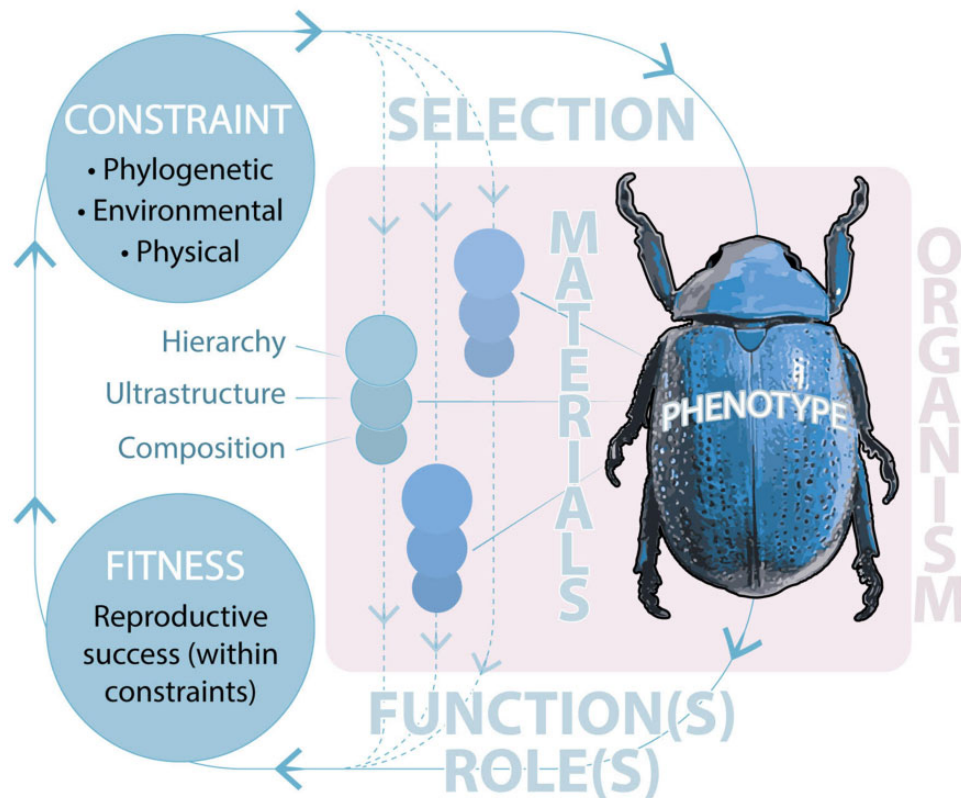 CONSTRAINT
• Phylogenetic
• Environmental
• Physical
SELECTION
MATERIALS
ORGANISM
Hierarchy
Ultrastructure
Composition
PHENOTYPE
FITNESS
Reproductive
success (within
constraints)
FUNCTION(S)
ROLE(S)